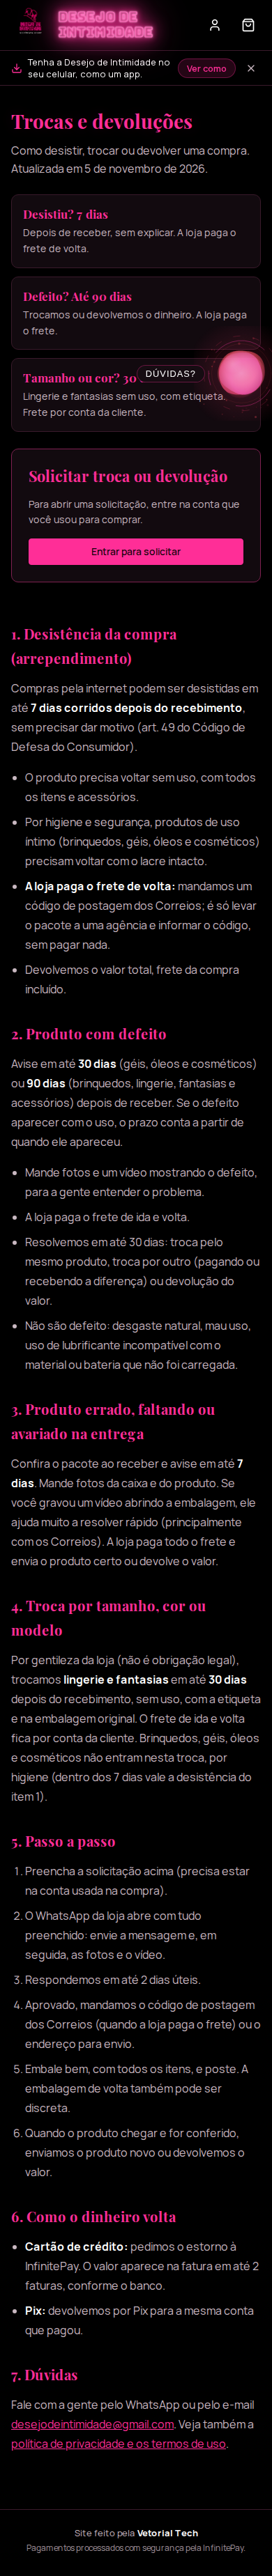 DESEJO DE
INTIMIDADE
Tenha a Desejo de Intimidade no
seu celular, como um app.
Ver como
Trocas e devoluções
Como desistir, trocar ou devolver uma compra.
Atualizada em 5 de novembro de 2026.
Desistiu? 7 dias
Depois de receber, sem explicar. A loja paga o
frete de volta.
Defeito? Até 90 dias
Trocamos ou devolvemos o dinheiro. A loja paga
o frete.
Tamanho ou cor? 30
DÚVIDAS?
Lingerie e fantasias sem uso, com etiqueta.
Frete por conta da cliente.
Solicitar troca ou devolução
Para abrir uma solicitação, entre na conta que
você usou para comprar.
Entrar para solicitar
1. Desistência da compra
(arrependimento)
Compras pela internet podem ser desistidas em
até 7 dias corridos depois do recebimento,
sem precisar dar motivo (art. 49 do Código de
Defesa do Consumidor).
• O produto precisa voltar sem uso, com todos
os itens e acessórios.
• Por higiene e segurança, produtos de uso
íntimo (brinquedos, géis, óleos e cosméticos)
precisam voltar com o lacre intacto.
• A loja paga o frete de volta: mandamos um
código de postagem dos Correios; é só levar
o pacote a uma agência e informar o código,
sem pagar nada.
• Devolvemos o valor total, frete da compra
incluído.
2. Produto com defeito
Avise em até 30 dias (géis, óleos e cosméticos)
ou 90 dias (brinquedos, lingerie, fantasias e
acessórios) depois de receber. Se o defeito
aparecer com o uso, o prazo conta a partir de
quando ele apareceu.
• Mande fotos e um vídeo mostrando o defeito,
para a gente entender o problema.
• A loja paga o frete de ida e volta.
• Resolvemos em até 30 dias: troca pelo
mesmo produto, troca por outro (pagando ou
recebendo a diferença) ou devolução do
valor.
• Não são defeito: desgaste natural, mau uso,
uso de lubrificante incompatível com o
material ou bateria que não foi carregada.
3. Produto errado, faltando ou
avariado na entrega
Confira o pacote ao receber e avise em até 7
dias. Mande fotos da caixa e do produto. Se
você gravou um vídeo abrindo a embalagem, ele
ajuda muito a resolver rápido (principalmente
com os Correios). A loja paga todo o frete e
envia o produto certo ou devolve o valor.
4. Troca por tamanho, cor ou
modelo
Por gentileza da loja (não é obrigação legal),
trocamos lingerie e fantasias em até 30 dias
depois do recebimento, sem uso, com a etiqueta
e na embalagem original. O frete de ida e volta
fica por conta da cliente. Brinquedos, géis, óleos
e cosméticos não entram nesta troca, por
higiene (dentro dos 7 dias vale a desistência do
item 1).
5. Passo a passo
1. Preencha a solicitação acima (precisa estar
na conta usada na compra).
2. O WhatsApp da loja abre com tudo
preenchido: envie a mensagem e, em
seguida, as fotos e o vídeo.
3. Respondemos em até 2 dias úteis.
4. Aprovado, mandamos o código de postagem
dos Correios (quando a loja paga o frete) ou o
endereço para envio.
5. Embale bem, com todos os itens, e poste. A
embalagem de volta também pode ser
discreta.
6. Quando o produto chegar e for conferido,
enviamos o produto novo ou devolvemos o
valor.
6. Como o dinheiro volta
• Cartão de crédito: pedimos o estorno à
InfinitePay. O valor aparece na fatura em até 2
faturas, conforme o banco.
• Pix: devolvemos por Pix para a mesma conta
que pagou.
7. Dúvidas
Fale com a gente pelo WhatsApp ou pelo e-mail
desejodeintimidade@gmail.com. Veja também a
política de privacidade e os termos de uso.
Site feito pela Vetorial Tech
Pagamentos processados com segurança pela InfinitePay.